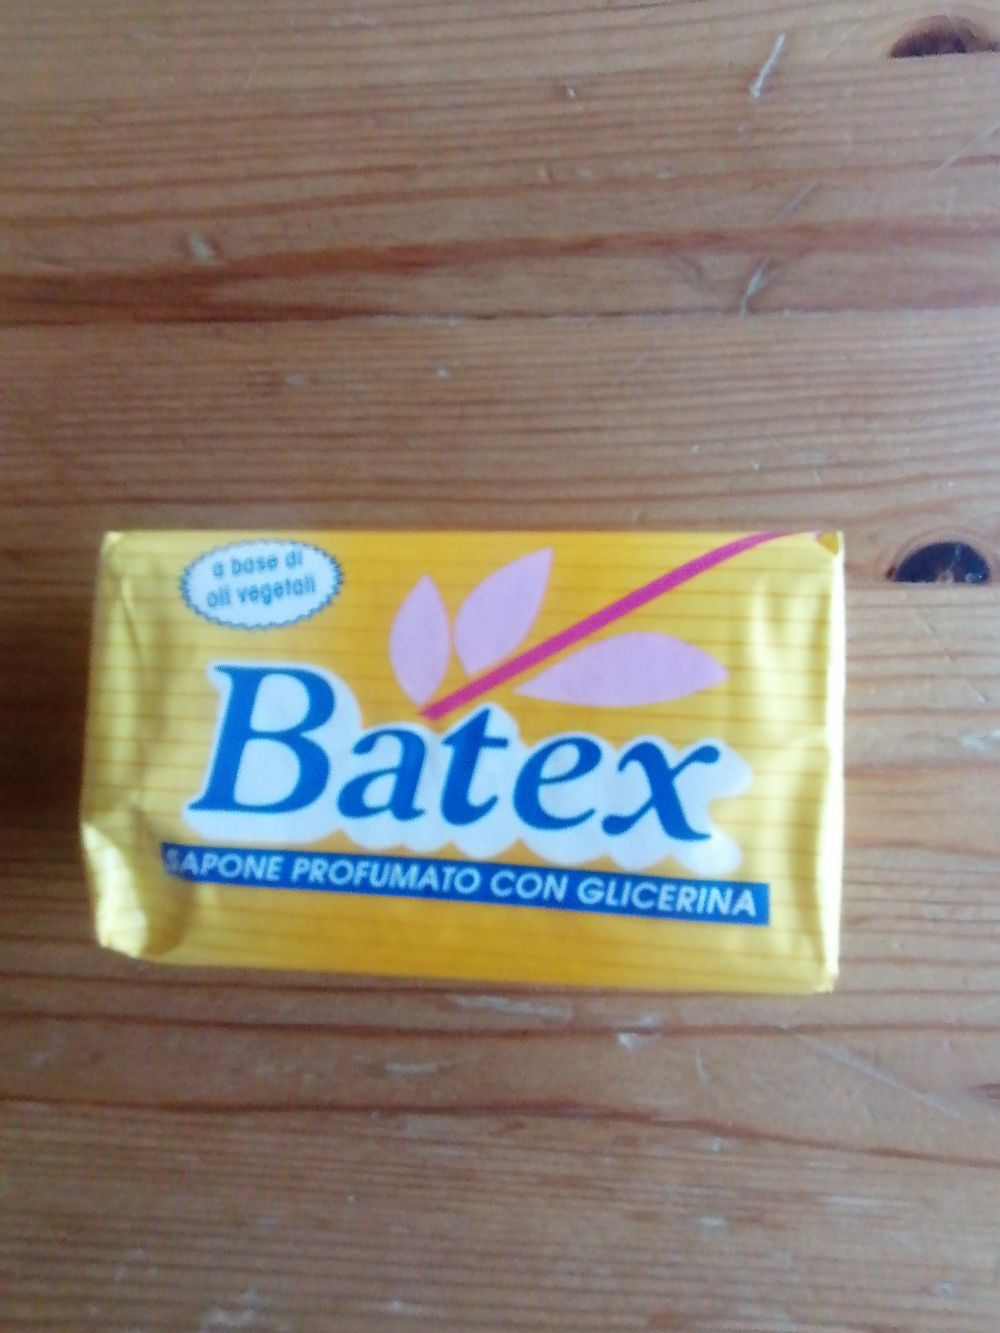 a base di
oli vegetali
Batex
SAPONE PROFUMATO CON GLICERINA